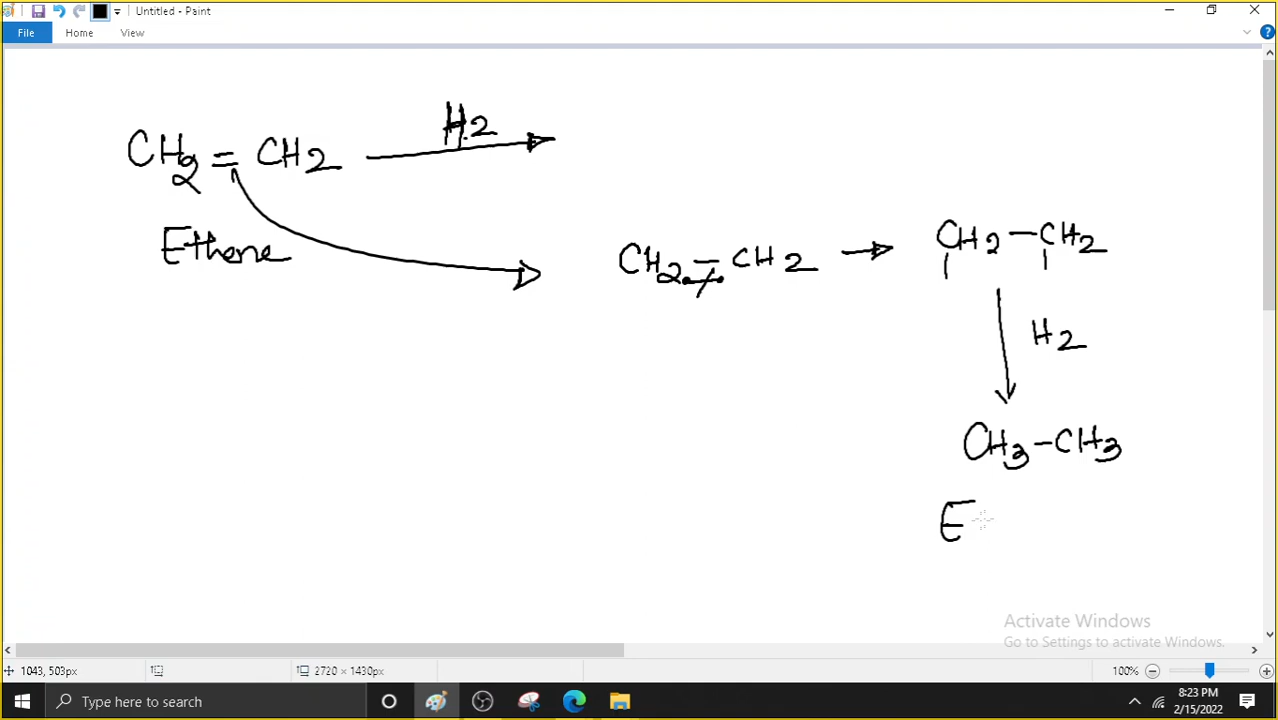 Untitled - Paint
File Home View
H2
CH2 = CH2
Ethene
CH2 = CH2
CH2 - CH2
H2
CH3 - CH3
E
Activate Windows
Go to Settings to activate Windows.
1043, 503px
2720 × 1430px
100%
Type here to search
8:23 PM
2/15/2022